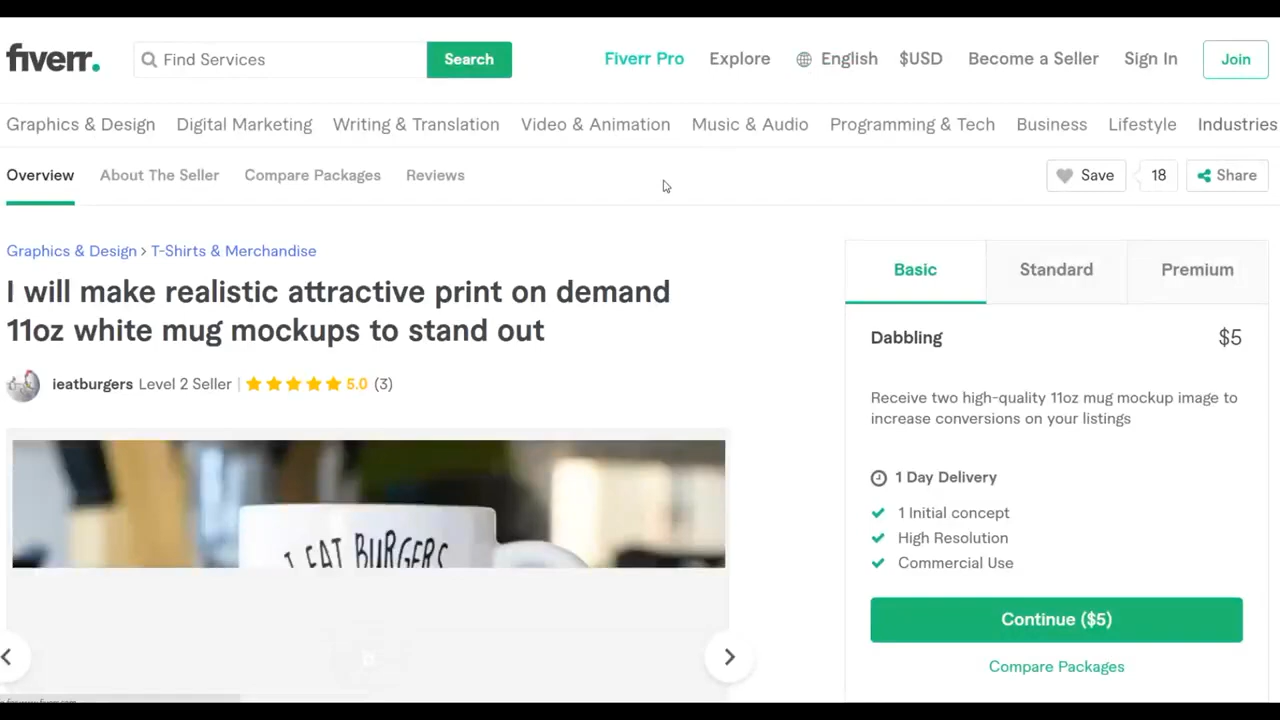 fiverr.
Find Services
Search
Fiverr Pro
Explore
English
$USD
Become a Seller
Sign In
Join
Graphics & Design
Digital Marketing
Writing & Translation
Video & Animation
Music & Audio
Programming & Tech
Business
Lifestyle
Industries
Overview
About The Seller
Compare Packages
Reviews
Save
18
Share
Graphics & Design > T-Shirts & Merchandise
I will make realistic attractive print on demand
11oz white mug mockups to stand out
ieatburgers Level 2 Seller | 5.0 (3)
I EAT BURGERS
Basic
Standard
Premium
Dabbling
$5
Receive two high-quality 11oz mug mockup image to
increase conversions on your listings
1 Day Delivery
1 Initial concept
High Resolution
Commercial Use
Continue ($5)
Compare Packages